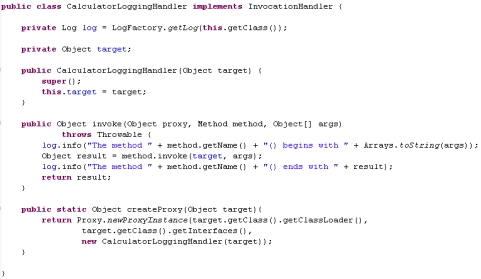 public class CalculatorLoggingHandler implements InvocationHandler {
private Log log = LogFactory.getLog(this.getClass());
private Object target;
public CalculatorLoggingHandler(Object target) {
super();
this.target = target;
}
public Object invoke(Object proxy, Method method, Object[] args)
throws Throwable {
log.info("The method " + method.getName() + "() begins with " + Arrays.toString(args));
Object result = method.invoke(target, args);
log.info("The method " + method.getName() + "() ends with " + result);
return result;
}
public static Object createProxy(Object target){
return Proxy.newProxyInstance(target.getClass().getClassLoader(),
target.getClass().getInterfaces(),
new CalculatorLoggingHandler(target));
}
}